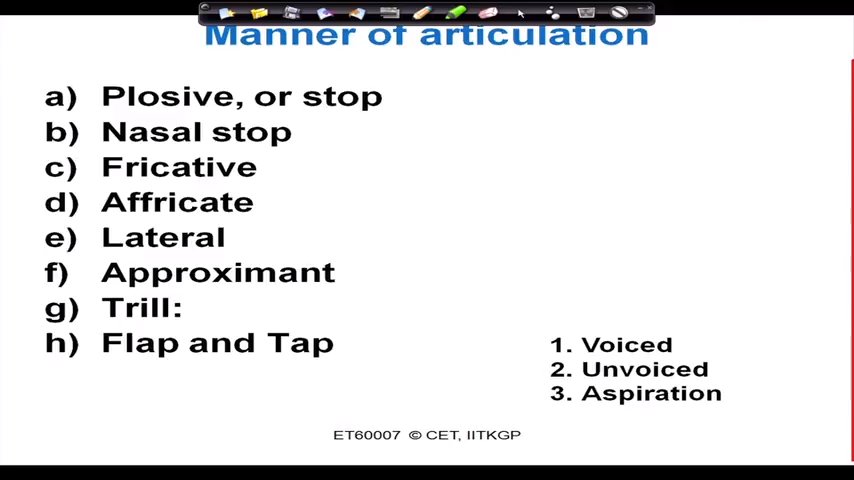 Manner of articulation
a) Plosive, or stop
b) Nasal stop
c) Fricative
d) Affricate
e) Lateral
f) Approximant
g) Trill:
h) Flap and Tap
1. Voiced
2. Unvoiced
3. Aspiration
ET60007 © CET, IITKGP